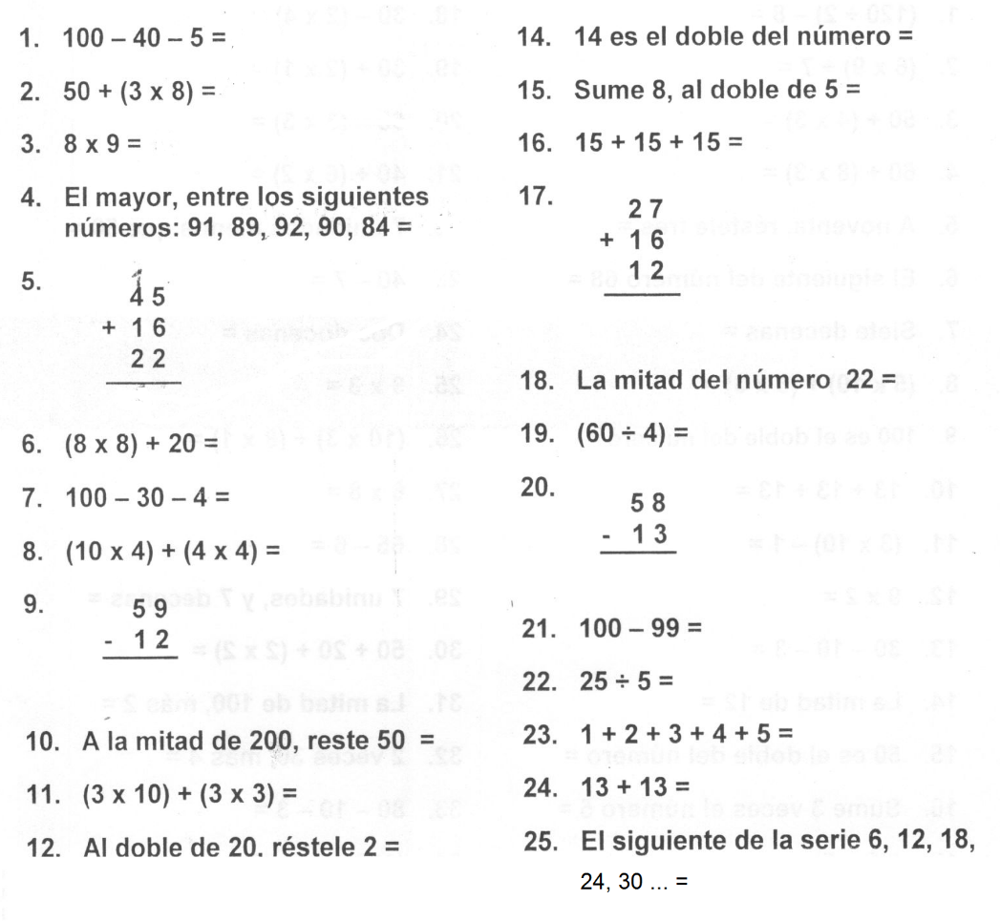 1. 100 – 40 – 5 =
2. 50 + (3 x 8) =
3. 8 x 9 =
4. El mayor, entre los siguientes
números: 91, 89, 92, 90, 84 =
5. 1
4 5
+ 1 6
2 2
6. (8 x 8) + 20 =
7. 100 – 30 – 4 =
8. (10 x 4) + (4 x 4) =
9. 5 9
- 1 2
10. A la mitad de 200, reste 50 =
11. (3 x 10) + (3 x 3) =
12. Al doble de 20. réstele 2 =
14. 14 es el doble del número =
15. Sume 8, al doble de 5 =
16. 15 + 15 + 15 =
17. 2 7
+ 1 6
1 2
18. La mitad del número 22 =
19. (60 ÷ 4) =
20. 5 8
- 1 3
21. 100 – 99 =
22. 25 ÷ 5 =
23. 1 + 2 + 3 + 4 + 5 =
24. 13 + 13 =
25. El siguiente de la serie 6, 12, 18,
24, 30 ... =